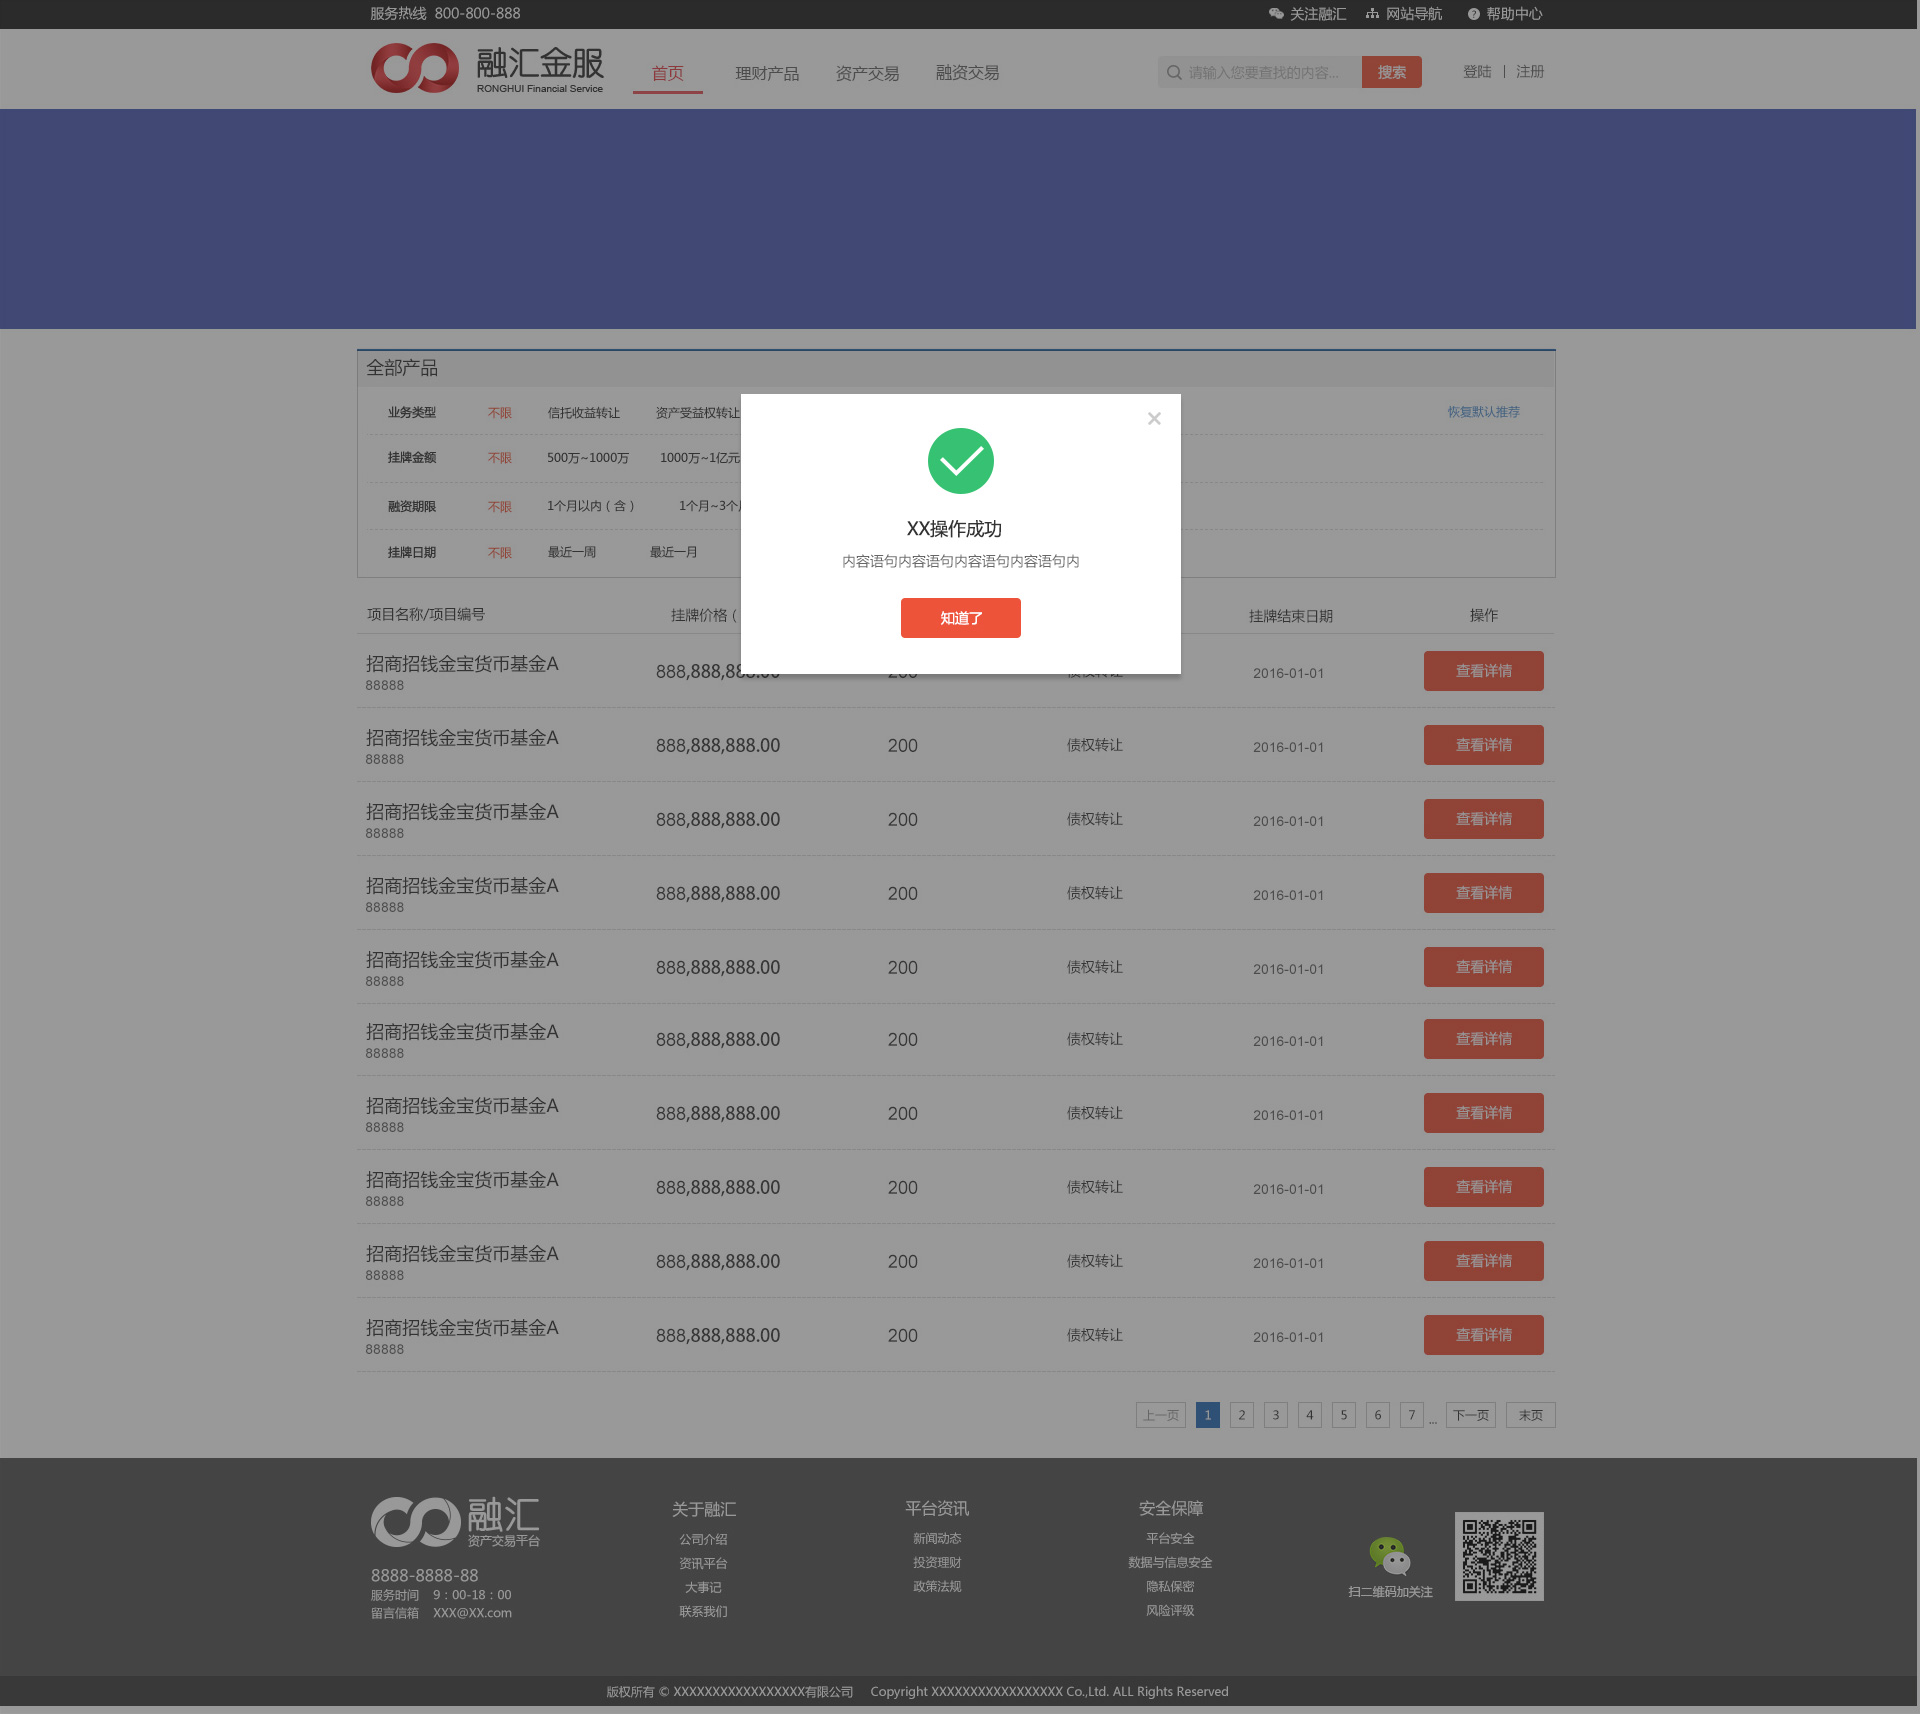 服务热线 800-800-888 关注融汇 网站导航 帮助中心
融汇金服
RONGHUI Financial Service
首页 理财产品 资产交易 融资交易 请输入您要查找的内容... 搜索 登陆 | 注册
全部产品
业务类型 不限 信托收益转让 资产受益权转让 恢复默认推荐
挂牌金额 不限 500万~1000万 1000万~1亿元
融资期限 不限 1个月以内（含） 1个月~3个
挂牌日期 不限 最近一周 最近一月
×
XX操作成功
内容语句内容语句内容语句内容语句内
知道了
项目名称/项目编号 挂牌价格（ 挂牌结束日期 操作
招商招钱金宝货币基金A
88888
888,888,888.00 200 债权转让 2016-01-01 查看详情
招商招钱金宝货币基金A
88888
888,888,888.00 200 债权转让 2016-01-01 查看详情
招商招钱金宝货币基金A
88888
888,888,888.00 200 债权转让 2016-01-01 查看详情
招商招钱金宝货币基金A
88888
888,888,888.00 200 债权转让 2016-01-01 查看详情
招商招钱金宝货币基金A
88888
888,888,888.00 200 债权转让 2016-01-01 查看详情
招商招钱金宝货币基金A
88888
888,888,888.00 200 债权转让 2016-01-01 查看详情
招商招钱金宝货币基金A
88888
888,888,888.00 200 债权转让 2016-01-01 查看详情
招商招钱金宝货币基金A
88888
888,888,888.00 200 债权转让 2016-01-01 查看详情
招商招钱金宝货币基金A
88888
888,888,888.00 200 债权转让 2016-01-01 查看详情
招商招钱金宝货币基金A
88888
888,888,888.00 200 债权转让 2016-01-01 查看详情
上一页 1 2 3 4 5 6 7 ... 下一页 末页
融汇
资产交易平台
8888-8888-88
服务时间 9：00-18：00
留言信箱 XXX@XX.com
关于融汇
公司介绍
资讯平台
大事记
联系我们
平台资讯
新闻动态
投资理财
政策法规
安全保障
平台安全
数据与信息安全
隐私保密
风险评级
扫二维码加关注
版权所有 © XXXXXXXXXXXXXXXXX有限公司 Copyright XXXXXXXXXXXXXXXXX Co.,Ltd. ALL Rights Reserved